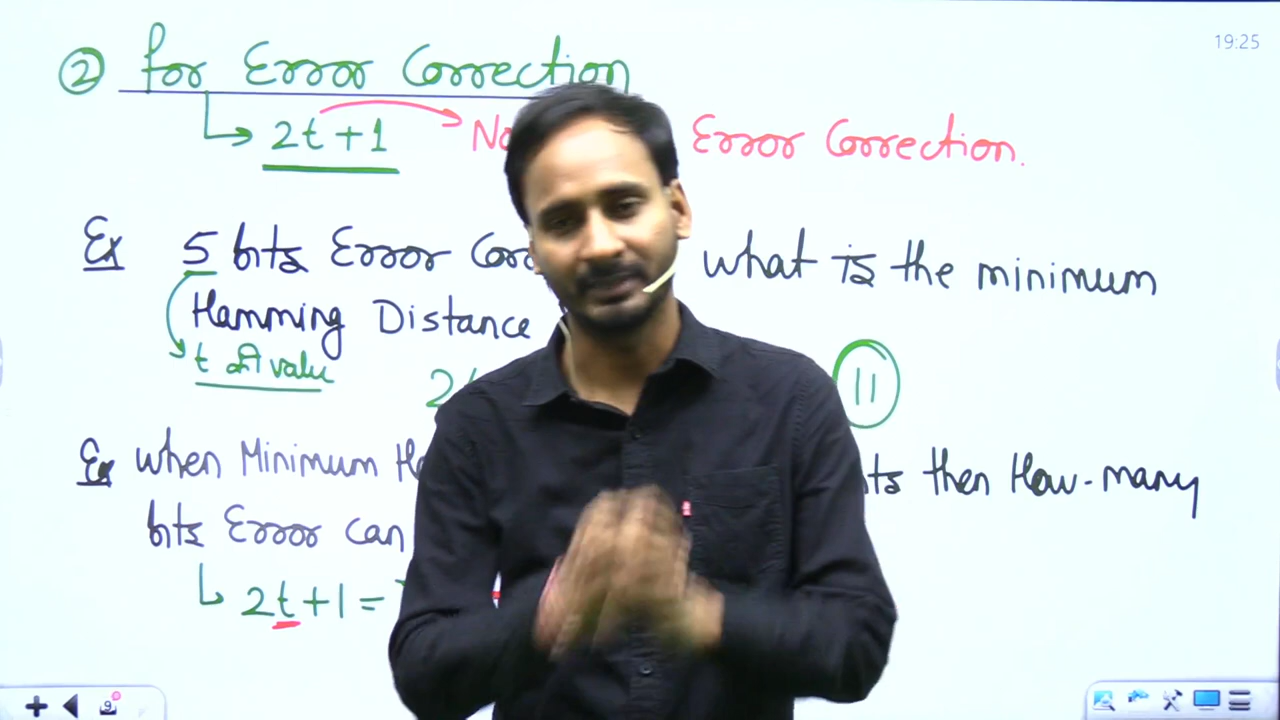 19:25
② for Error Correction
2t+1 Error Correction.
Ex 5 bits Error what is the minimum
Hamming Distance
t की value
11
Ex when Minimum then How-many
bits Error can
2t+1=
9